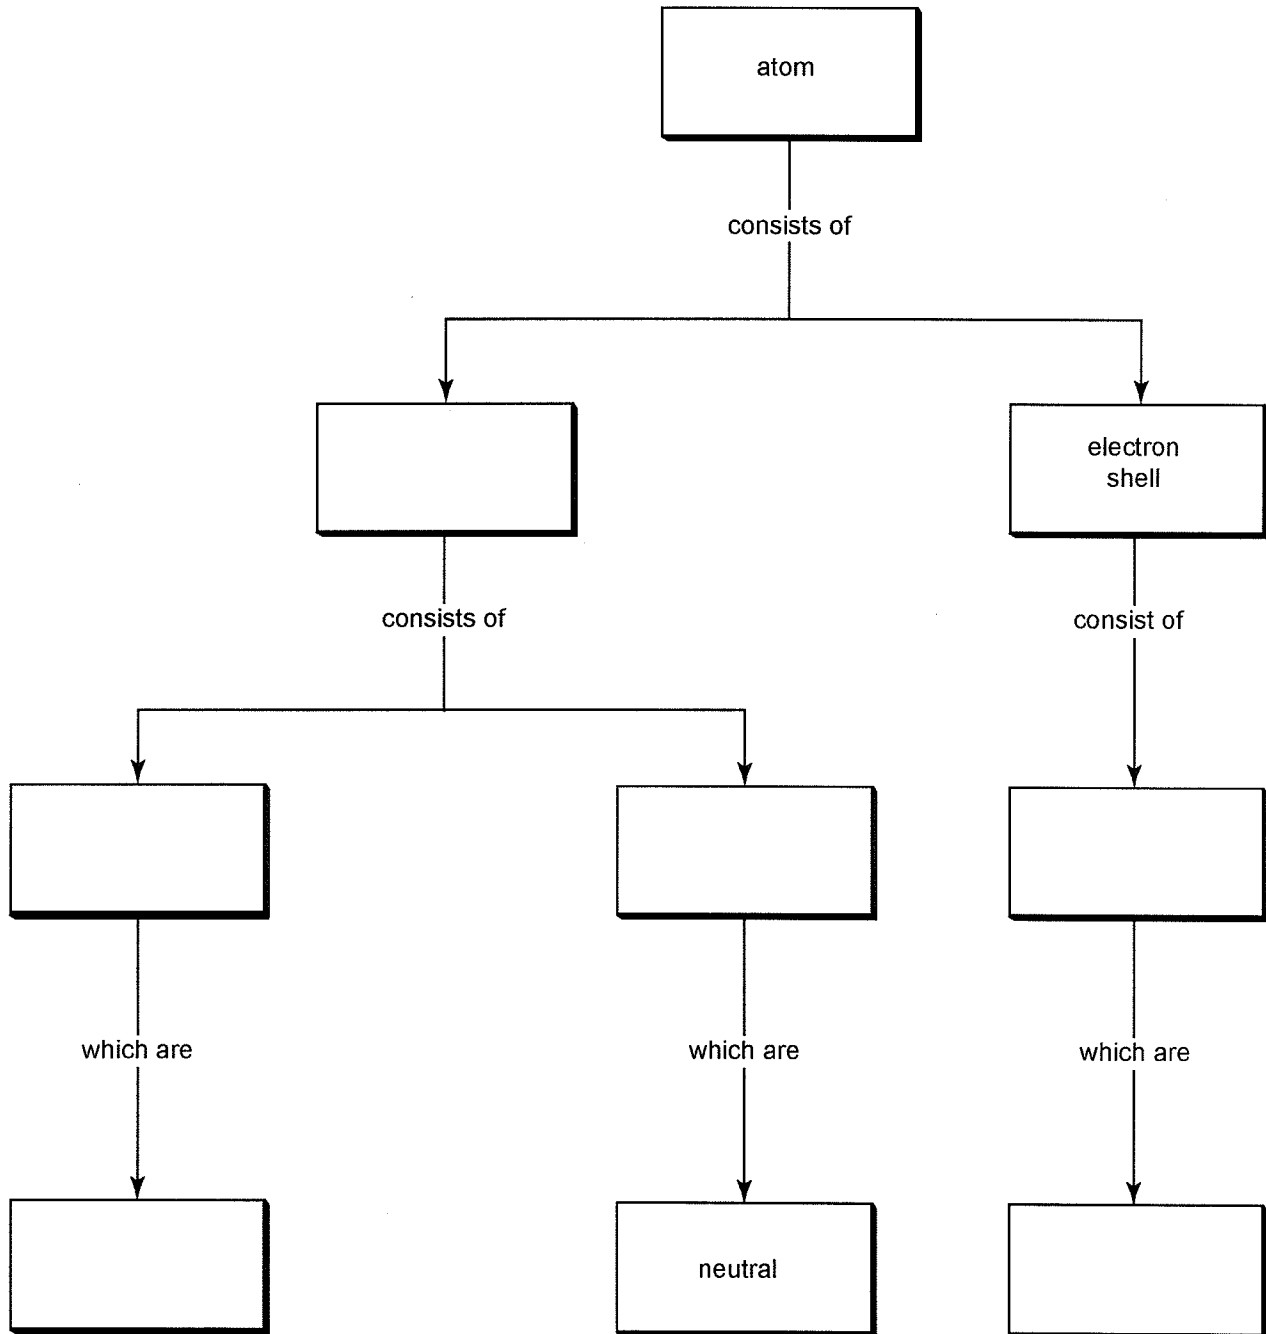 atom
consists of
electron
shell
consists of
consist of
which are
which are
which are
neutral